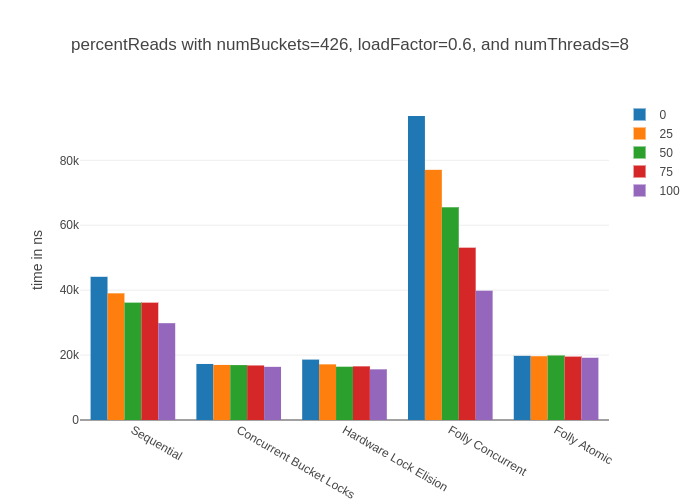 percentReads with numBuckets=426, loadFactor=0.6, and numThreads=8
0
25
50
75
100
time in ns
80k
60k
40k
20k
0
Sequential
Concurrent Bucket Locks
Hardware Lock Elision
Folly Concurrent
Folly Atomic